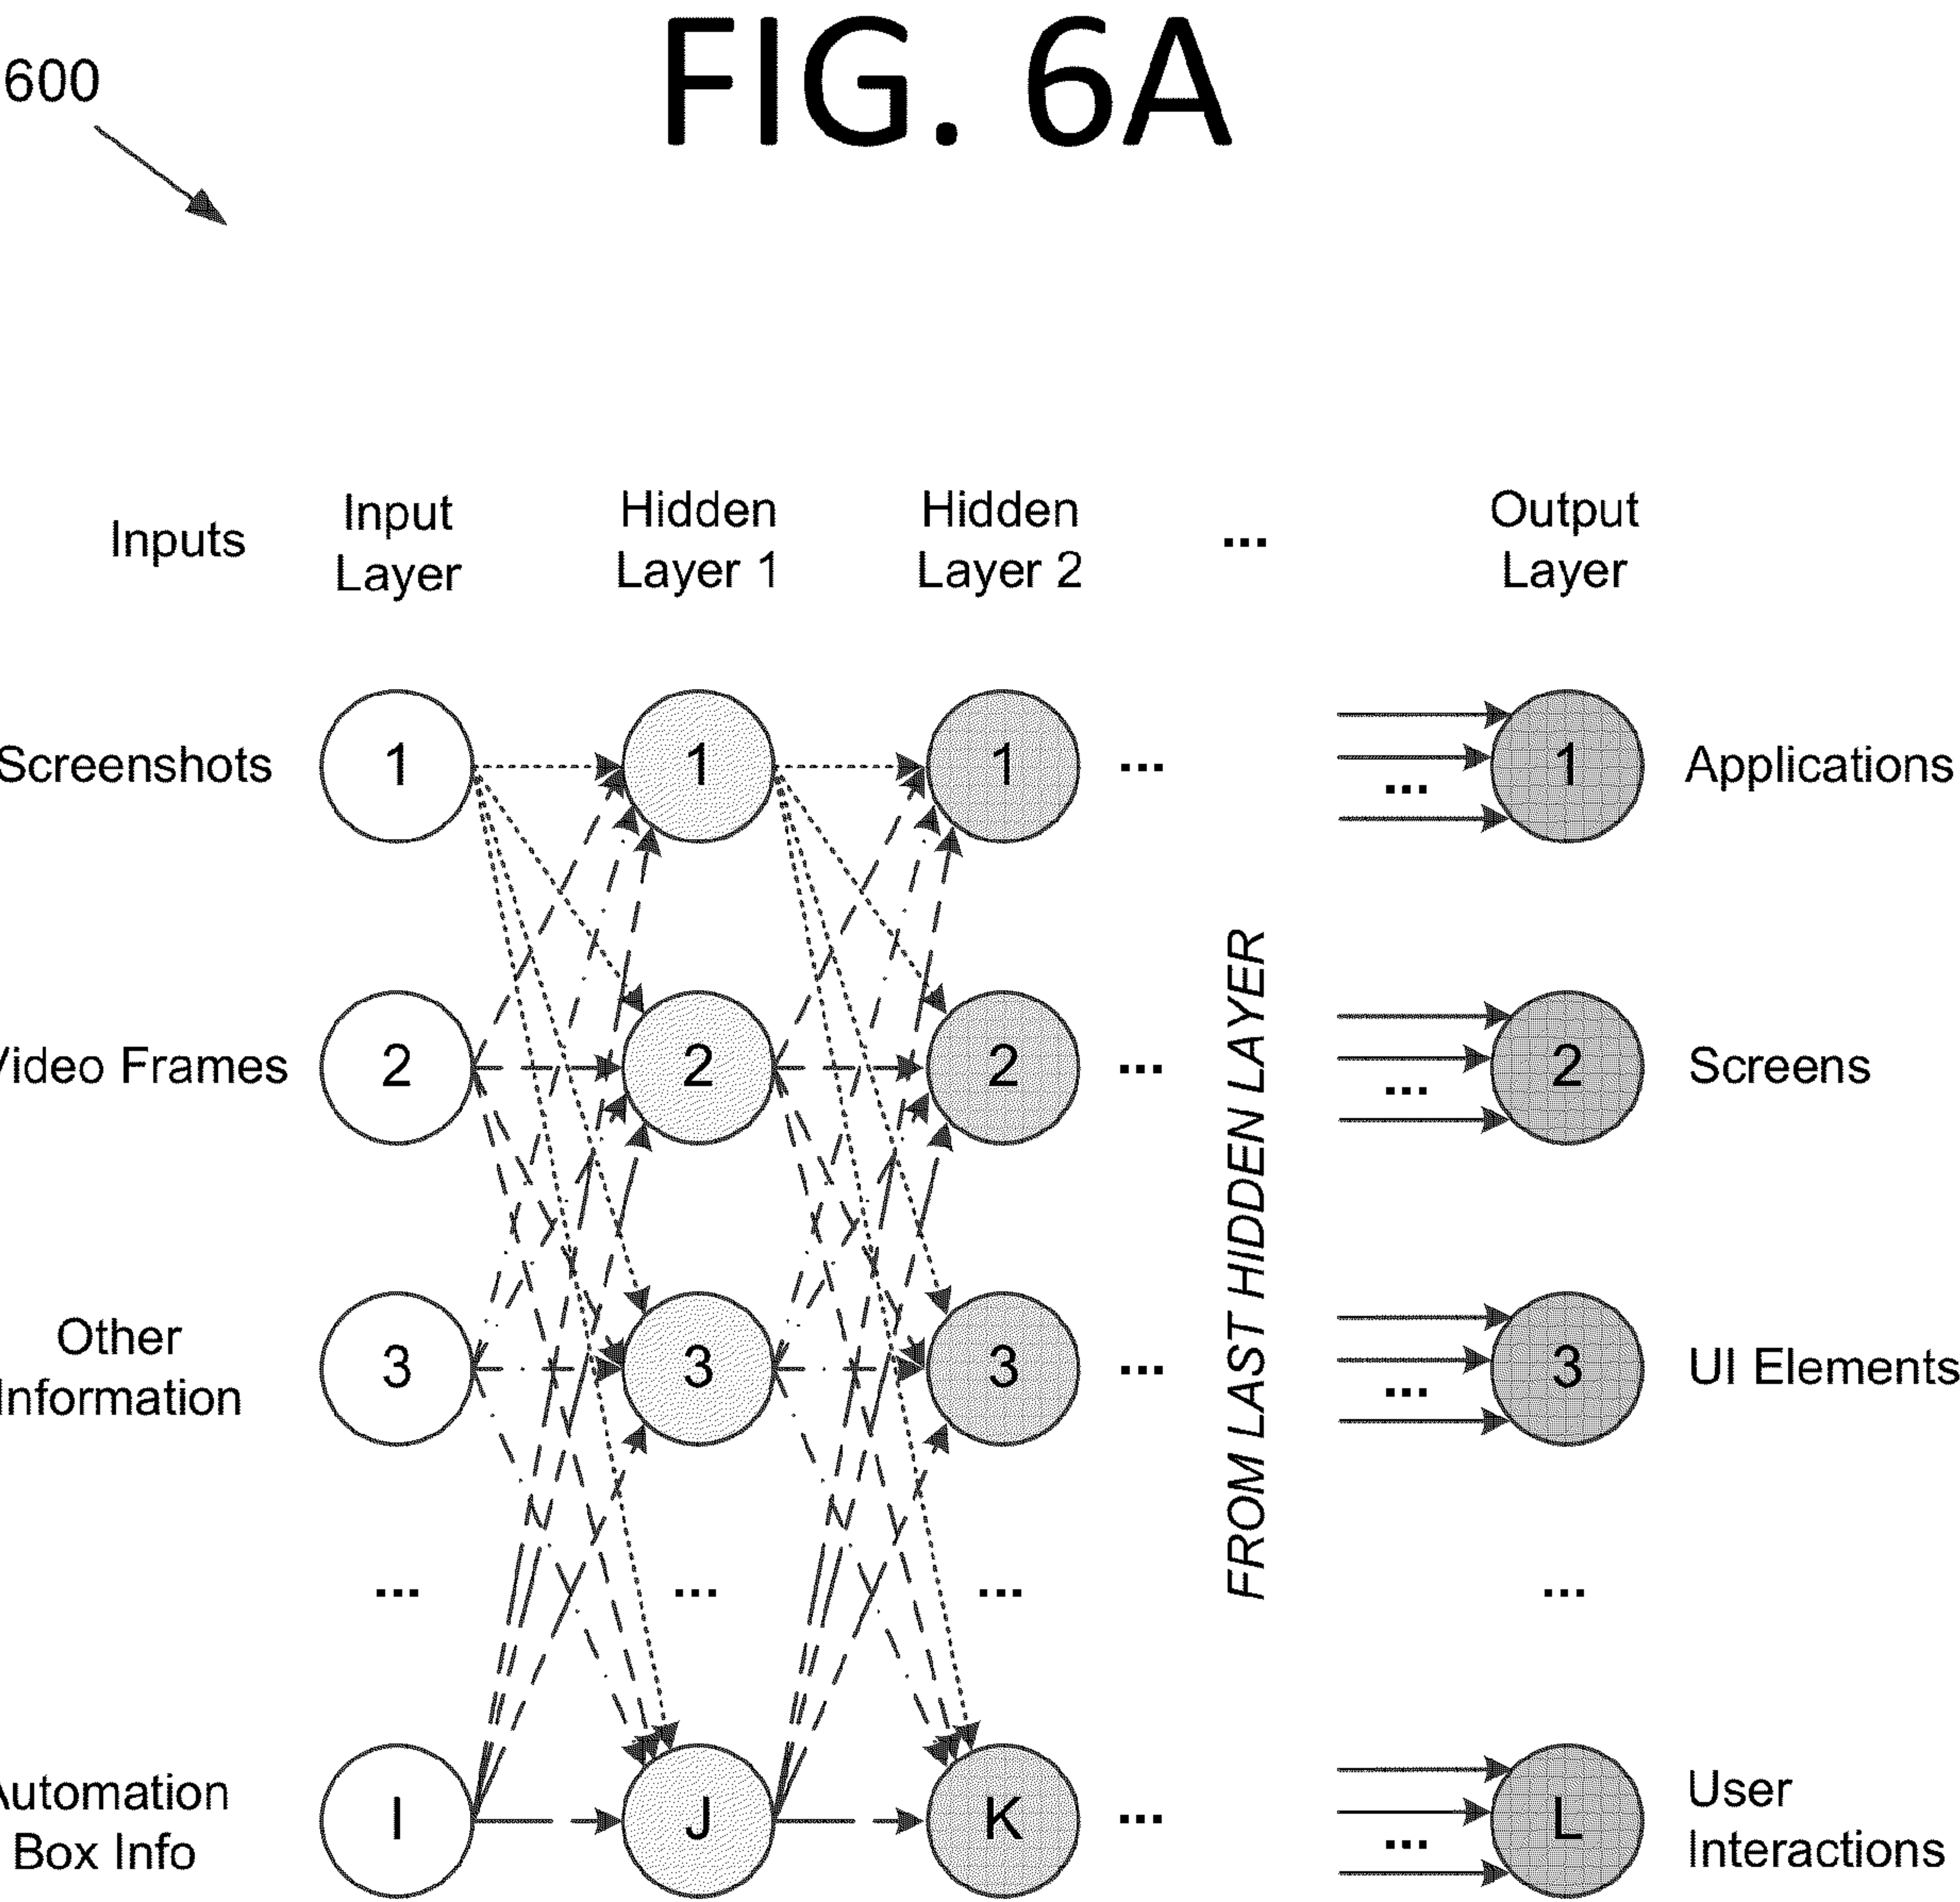 FIG. 6A
600
Inputs
Input
Layer
Hidden
Layer 1
Hidden
Layer 2
...
Output
Layer
Screenshots
1
1
1
...
...
1
Applications
Video Frames
2
2
2
...
...
2
Screens
Other
Information
3
3
3
...
...
3
UI Elements
FROM LAST HIDDEN LAYER
...
...
...
...
Automation
Box Info
I
J
K
...
...
L
User
Interactions